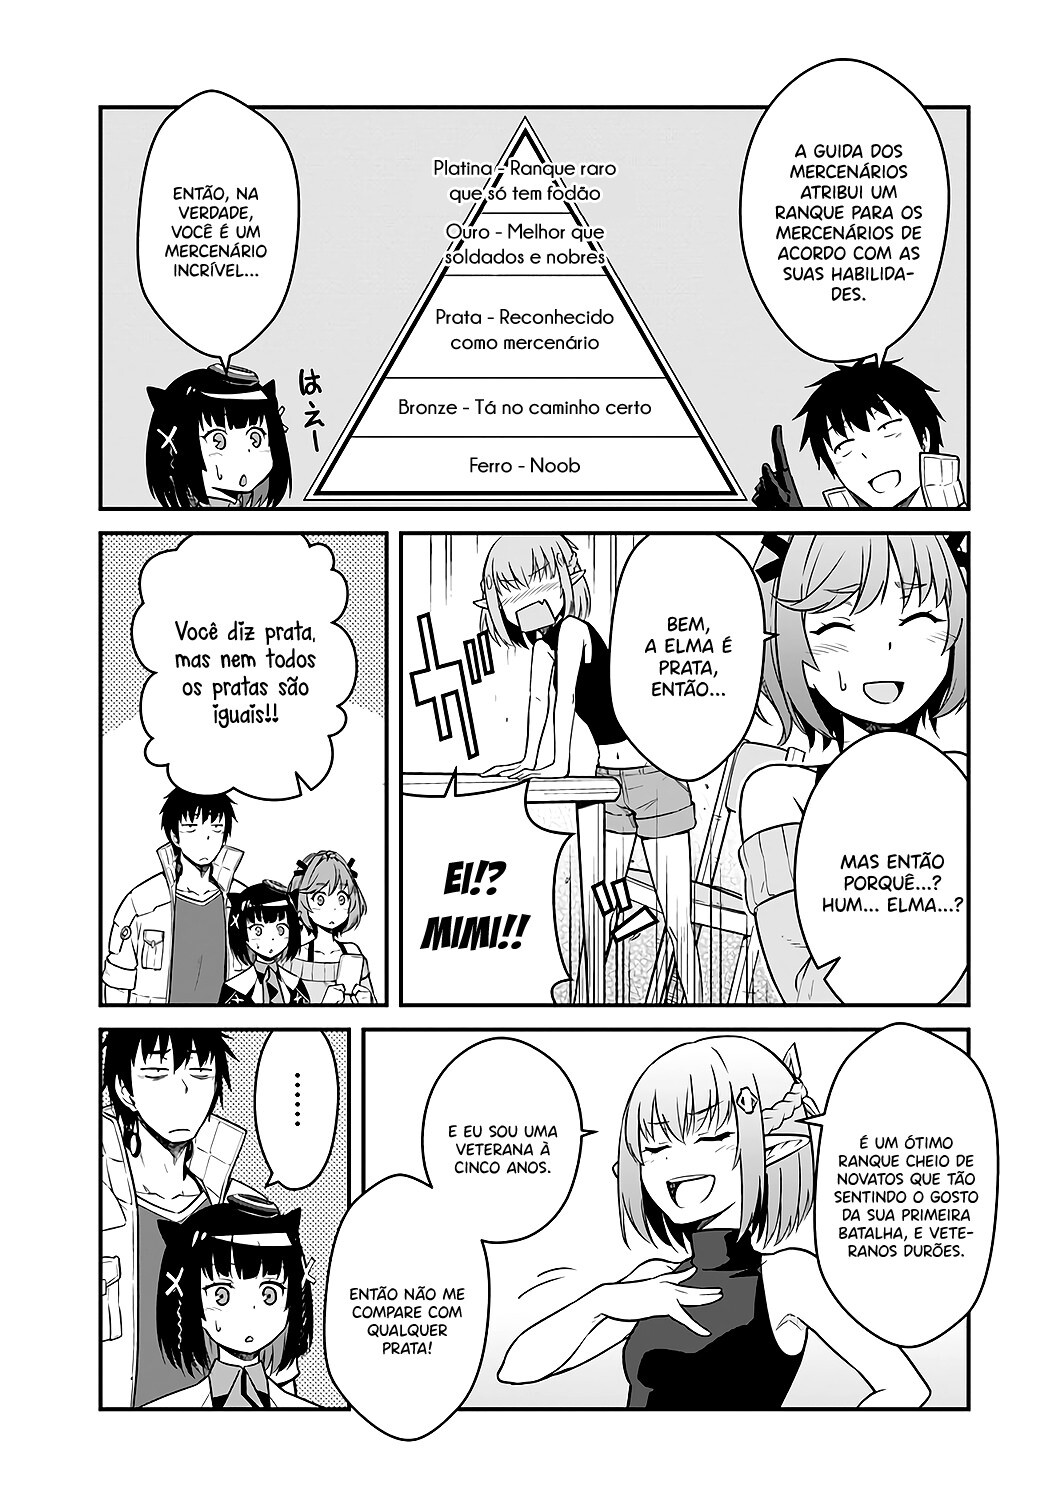 A GUIDA DOS
MERCENÁRIOS
ATRIBUI UM
RANQUE PARA OS
MERCENÁRIOS DE
ACORDO COM AS
SUAS HABILIDA-
DES.
Platina - Ranque raro
que só tem fodão
Ouro - Melhor que
soldados e nobres
Prata - Reconhecido
como mercenário
Bronze - Tá no caminho certo
Ferro - Noob
ENTÃO, NA
VERDADE,
VOCÊ É UM
MERCENÁRIO
INCRÍVEL...
はえー
BEM,
A ELMA É
PRATA,
ENTÃO...
MAS ENTÃO
PORQUÊ...?
HUM... ELMA...?
ガタッ
EI!?
MIMI!!
Você diz prata,
mas nem todos
os pratas são
iguais!!
É UM ÓTIMO
RANQUE CHEIO DE
NOVATOS QUE TÃO
SENTINDO O GOSTO
DA SUA PRIMEIRA
BATALHA, E VETE-
RANOS DURÕES.
E EU SOU UMA
VETERANA À
CINCO ANOS.
ENTÃO NÃO ME
COMPARE COM
QUALQUER
PRATA!
......